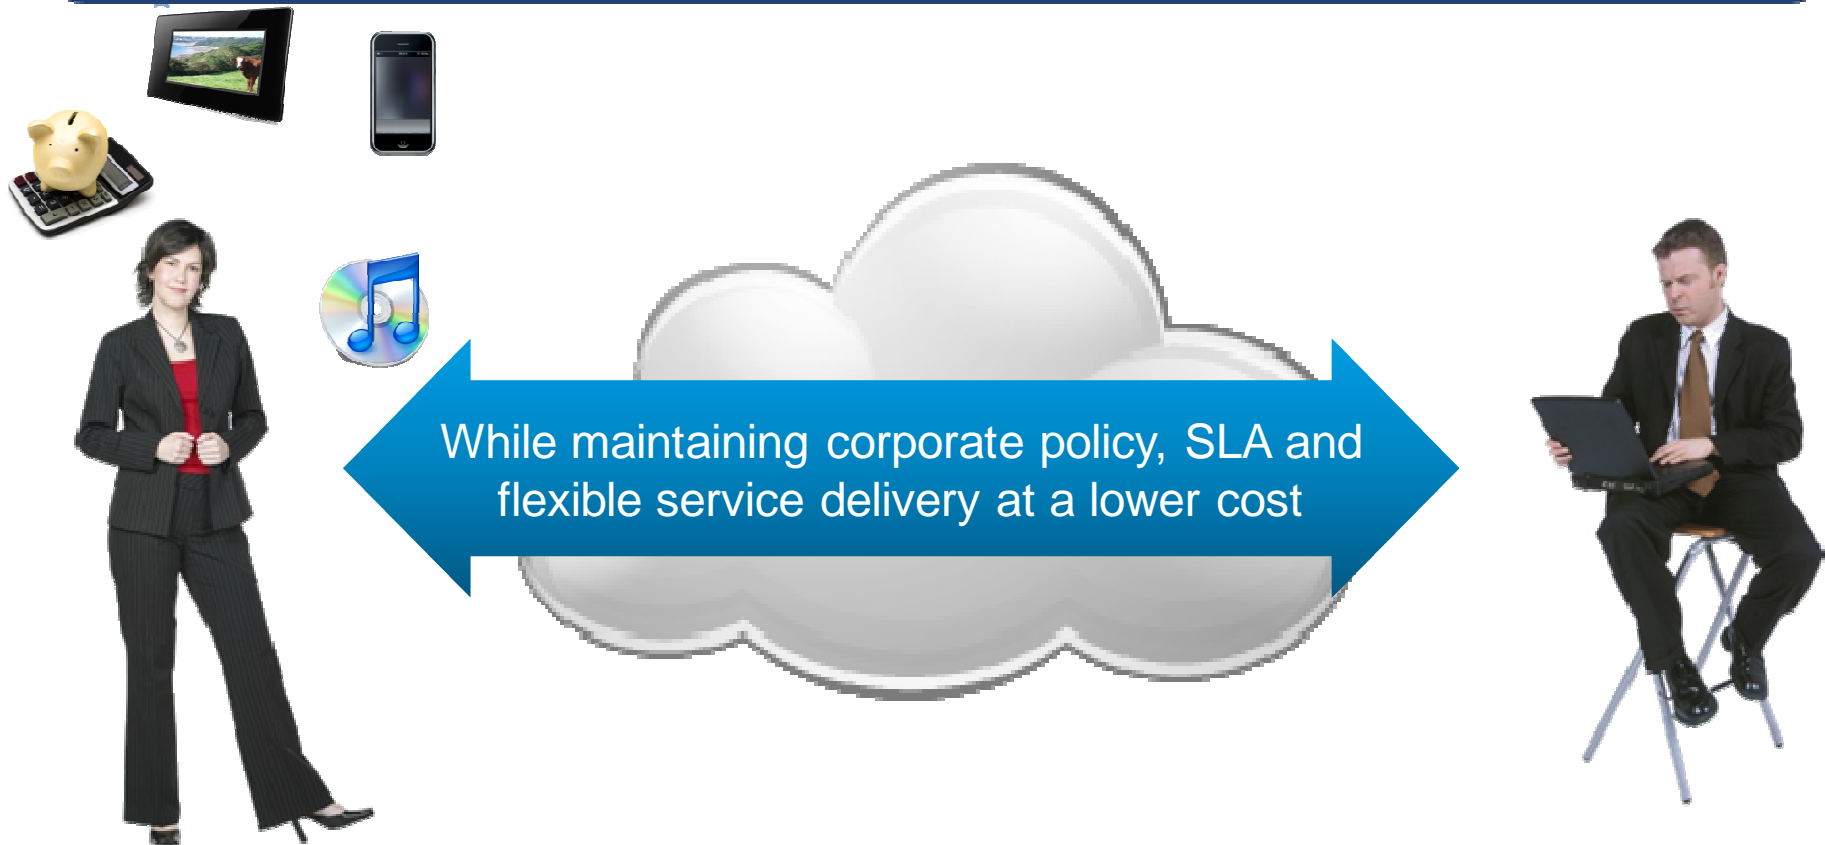 While maintaining corporate policy, SLA and
flexible service delivery at a lower cost